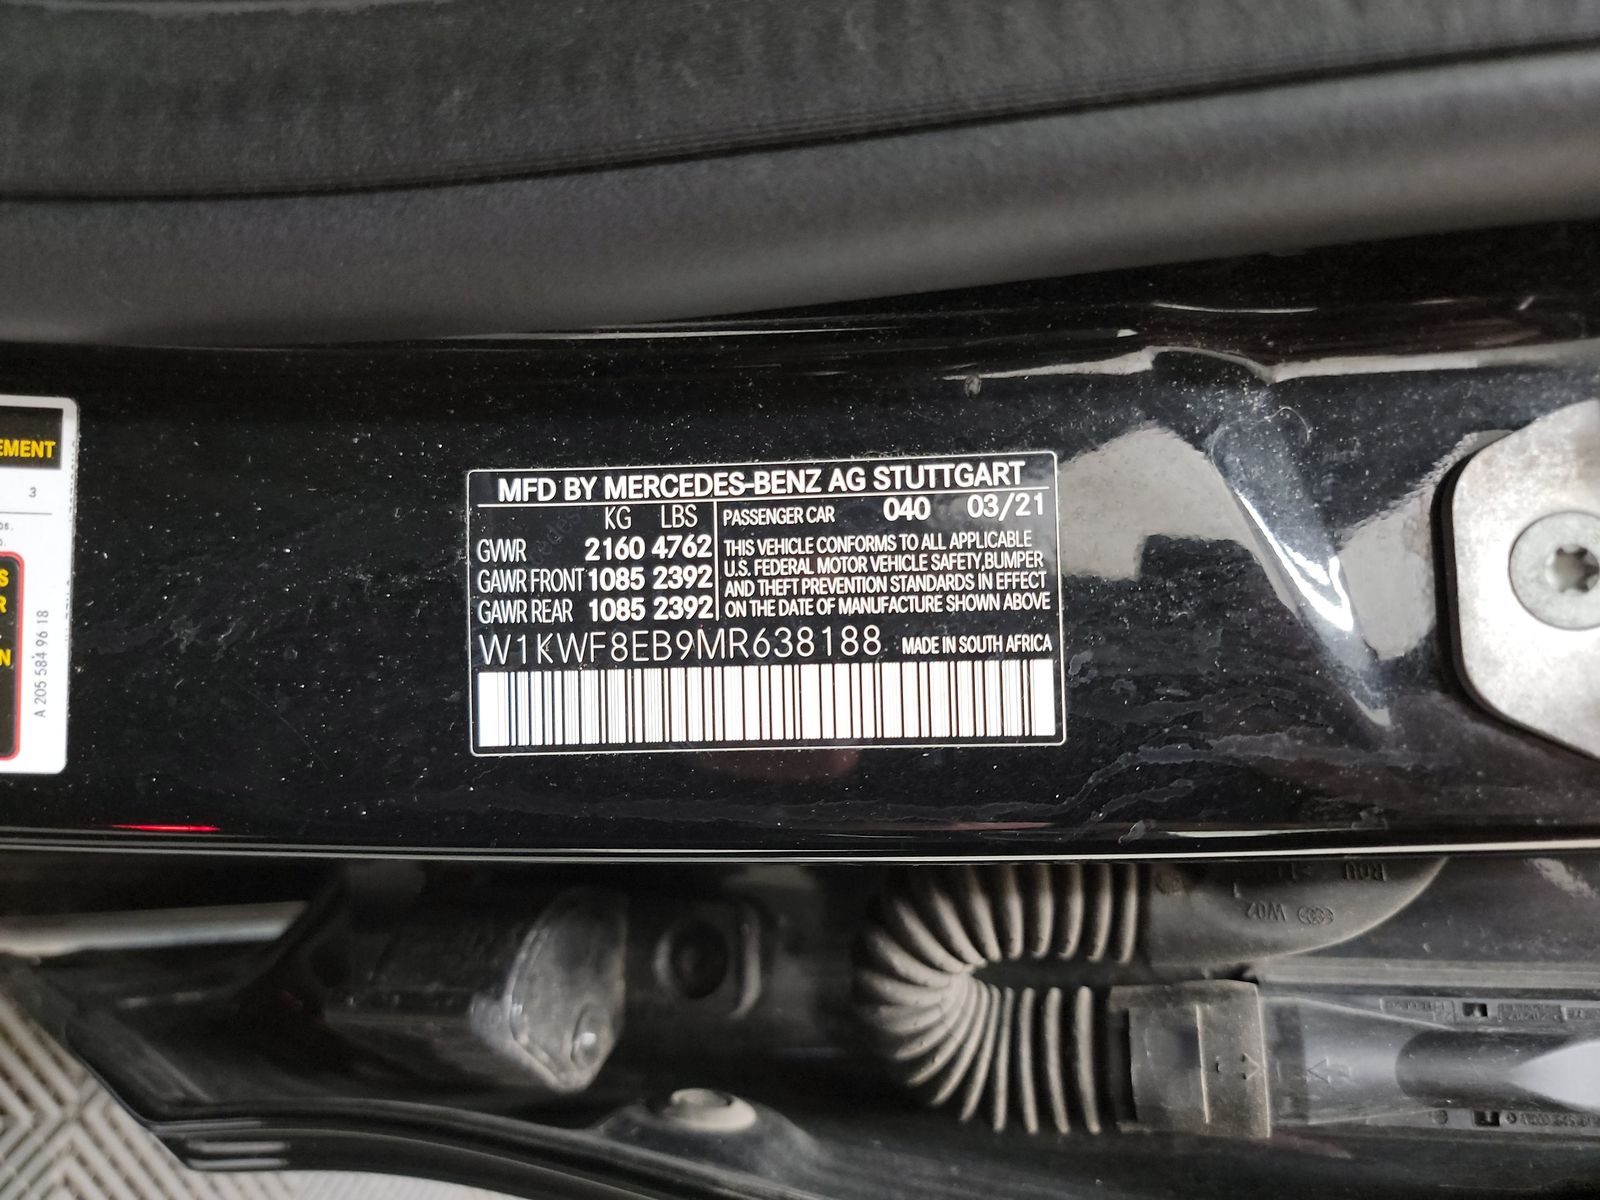 MFD BY MERCEDES-BENZ AG STUTTGART
KG LBS
GVWR 2160 4762
GAWR FRONT 1085 2392
GAWR REAR 1085 2392
PASSENGER CAR 040 03/21
THIS VEHICLE CONFORMS TO ALL APPLICABLE
U.S. FEDERAL MOTOR VEHICLE SAFETY,BUMPER
AND THEFT PREVENTION STANDARDS IN EFFECT
ON THE DATE OF MANUFACTURE SHOWN ABOVE
W1KWF8EB9MR638188 MADE IN SOUTH AFRICA
EMENT
3
A 205 584 96 18
W02